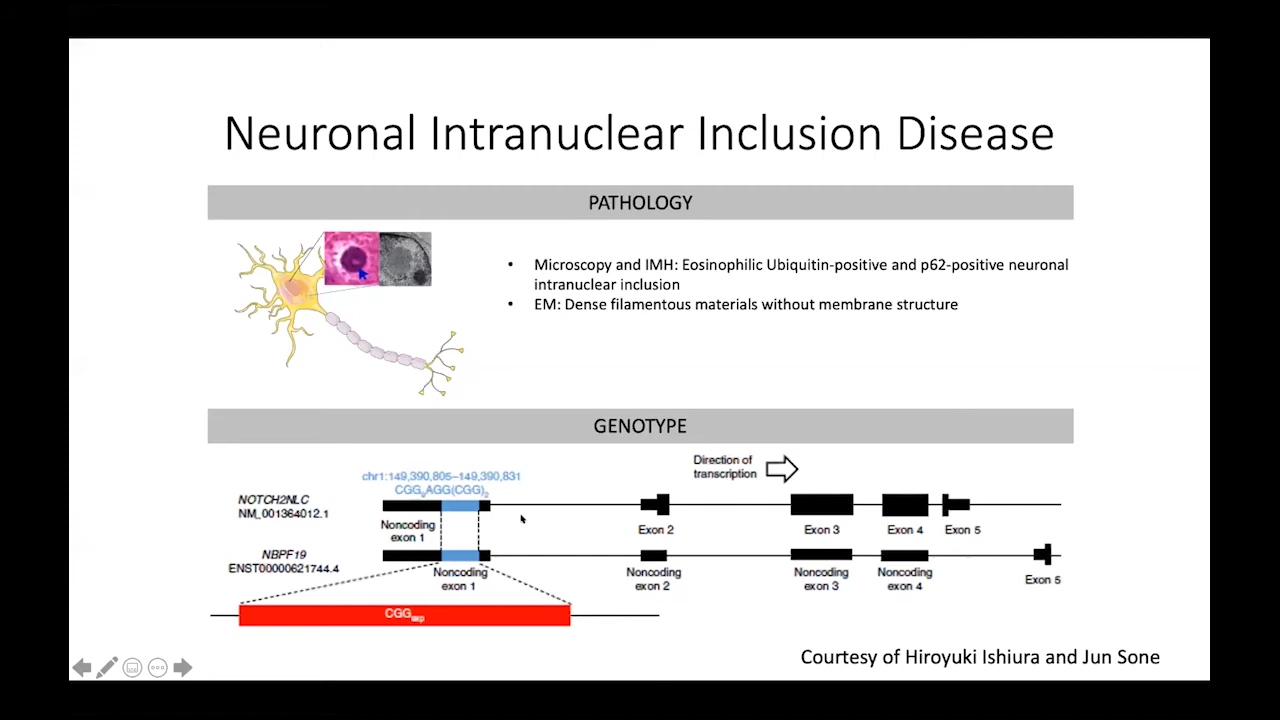 Neuronal Intranuclear Inclusion Disease
PATHOLOGY
• Microscopy and IMH: Eosinophilic Ubiquitin-positive and p62-positive neuronal
intranuclear inclusion
• EM: Dense filamentous materials without membrane structure
GENOTYPE
Direction of
transcription
chr1:149,390,805–149,390,831
CGG₉AGG(CGG)₂
NOTCH2NLC
NM_001364012.1
Noncoding
exon 1
Exon 2
Exon 3
Exon 4
Exon 5
NBPF19
ENST00000621744.4
Noncoding
exon 1
Noncoding
exon 2
Noncoding
exon 3
Noncoding
exon 4
Exon 5
CGGexp
Courtesy of Hiroyuki Ishiura and Jun Sone